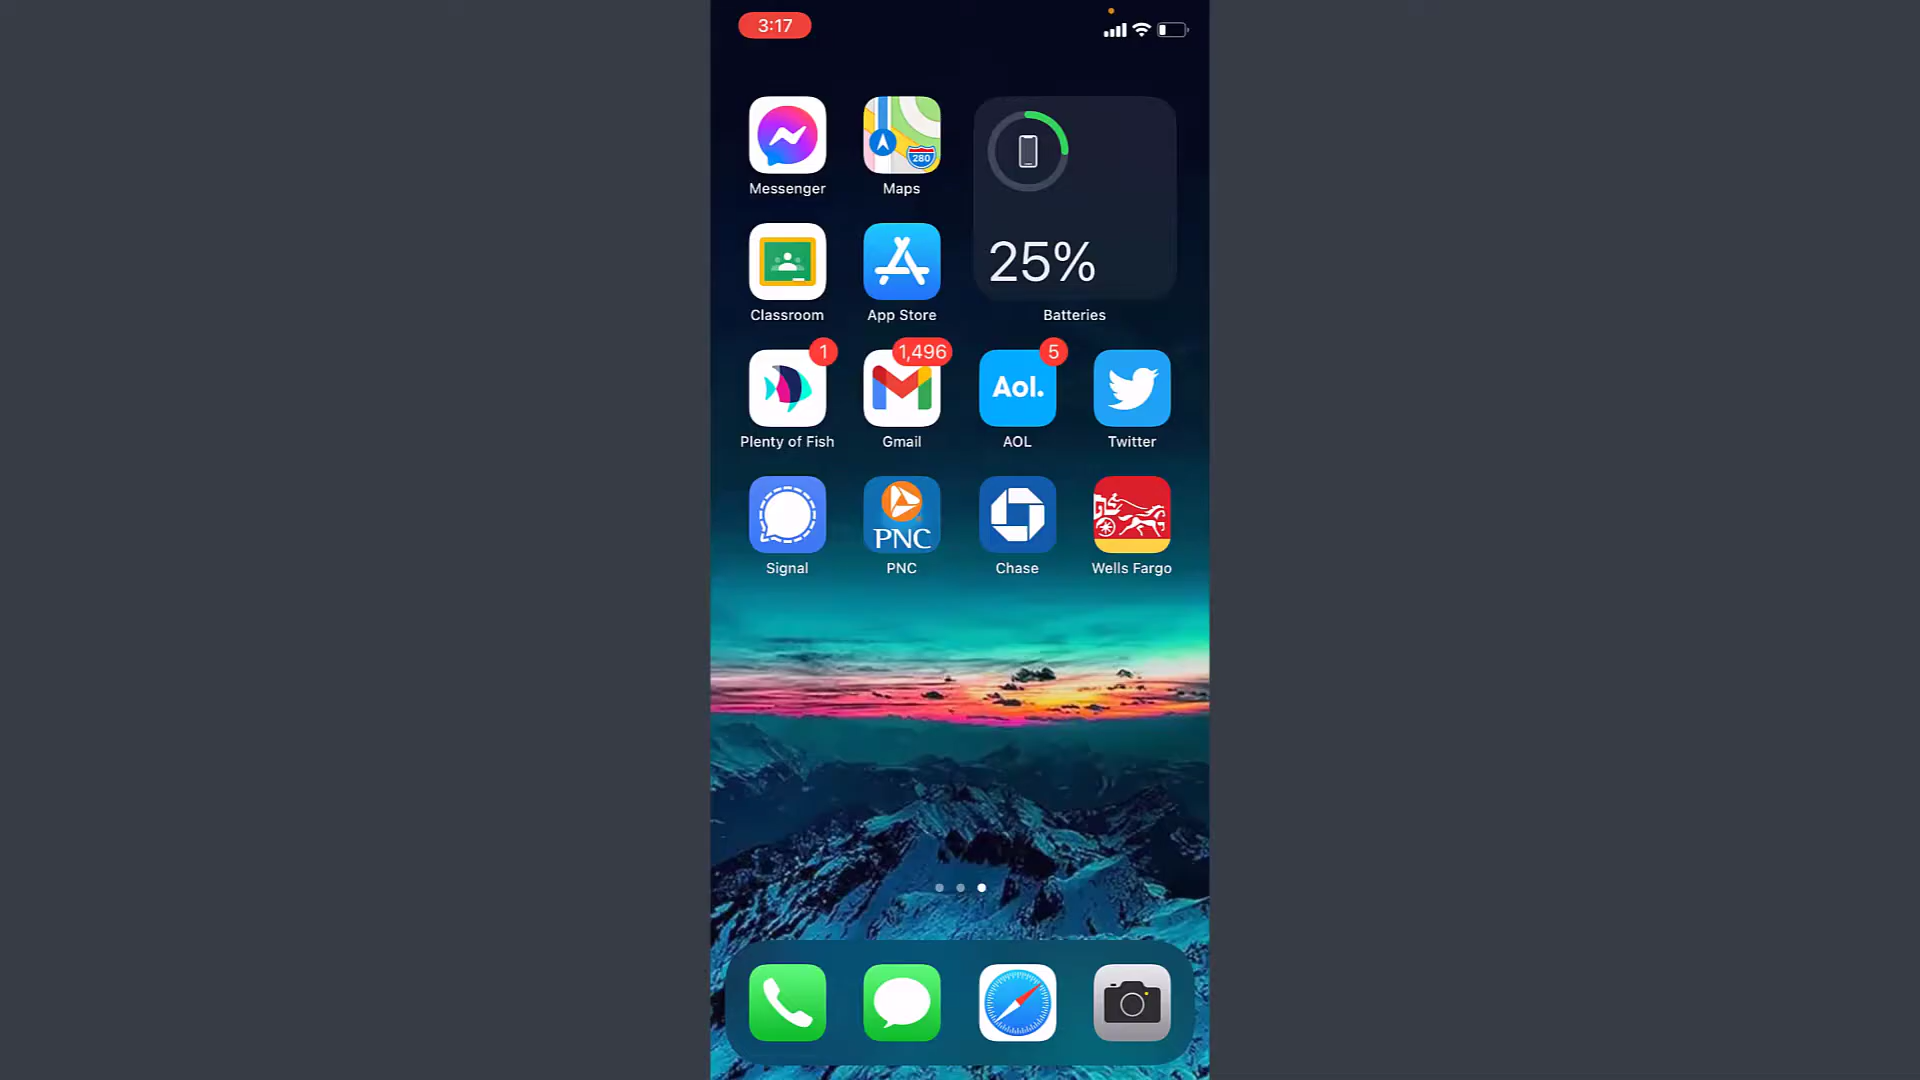 3:17
280
Messenger
Maps
25%
Classroom
App Store
Batteries
1
1,496
Aol.
5
Plenty of Fish
Gmail
AOL
Twitter
PNC
Signal
PNC
Chase
Wells Fargo